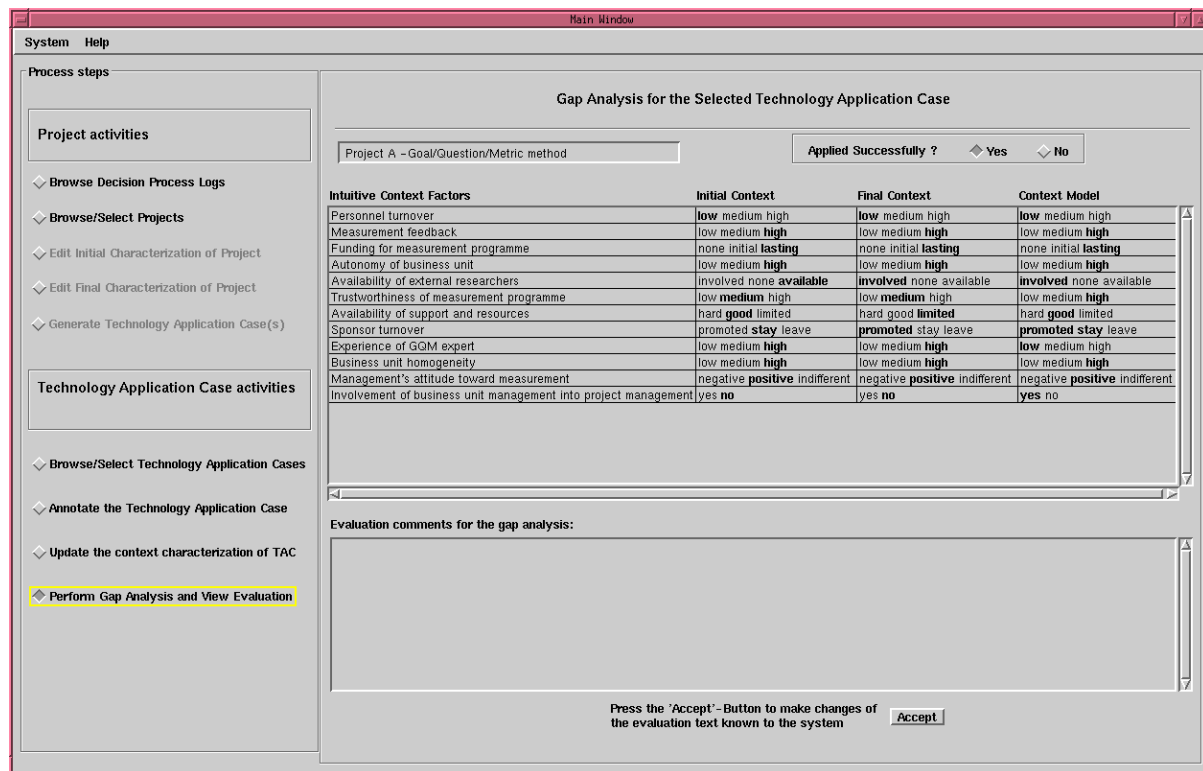 Main Window
System Help
Process steps
Project activities
Browse Decision Process Logs
Browse/Select Projects
Edit Initial Characterization of Project
Edit Final Characterization of Project
Generate Technology Application Case(s)
Technology Application Case activities
Browse/Select Technology Application Cases
Annotate the Technology Application Case
Update the context characterization of TAC
Perform Gap Analysis and View Evaluation
Gap Analysis for the Selected Technology Application Case
Project A - Goal/Question/Metric method
Applied Successfully ? Yes No
Intuitive Context Factors Initial Context Final Context Context Model
Personnel turnover low medium high low medium high low medium high
Measurement feedback low medium high low medium high low medium high
Funding for measurement programme none initial lasting none initial lasting none initial lasting
Autonomy of business unit low medium high low medium high low medium high
Availability of external researchers involved none available involved none available involved none available
Trustworthiness of measurement programme low medium high low medium high low medium high
Availability of support and resources hard good limited hard good limited hard good limited
Sponsor turnover promoted stay leave promoted stay leave promoted stay leave
Experience of GQM expert low medium high low medium high low medium high
Business unit homogeneity low medium high low medium high low medium high
Management's attitude toward measurement negative positive indifferent negative positive indifferent negative positive indifferent
Involvement of business unit management into project management yes no yes no yes no
Evaluation comments for the gap analysis:
Press the 'Accept'-Button to make changes of
the evaluation text known to the system
Accept